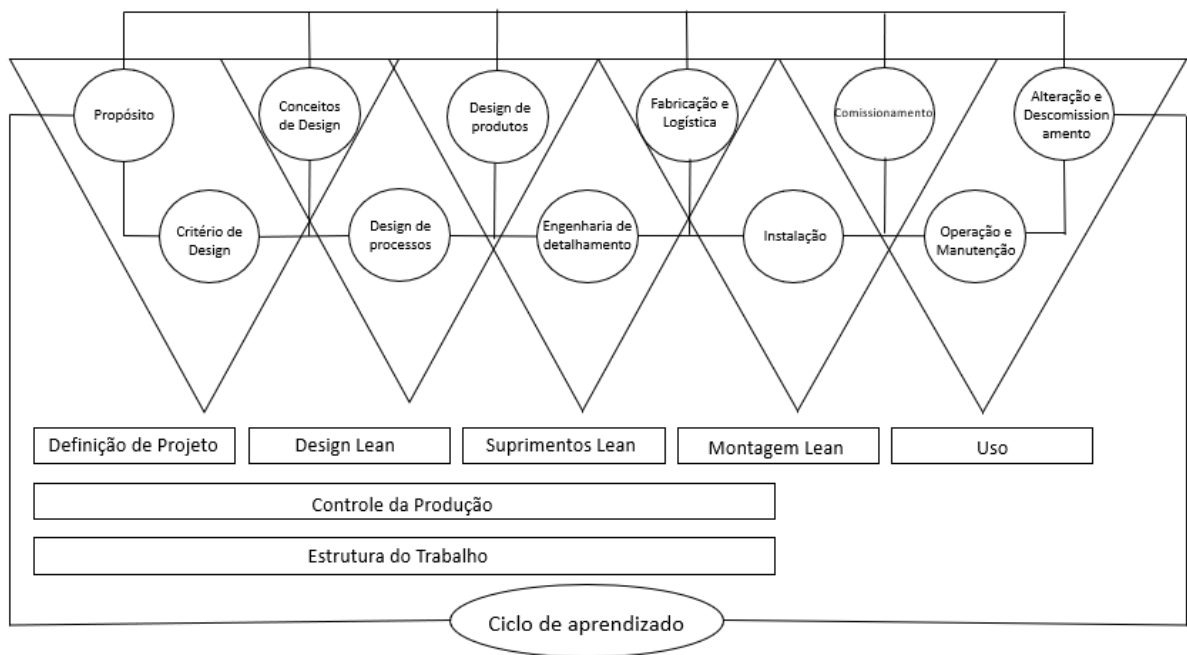 Propósito
Conceitos
de Design
Design de
produtos
Fabricação e
Logística
Comissionamento
Alteração e
Descomission
amento
Critério de
Design
Design de
processos
Engenharia de
detalhamento
Instalação
Operação e
Manutenção
Definição de Projeto
Design Lean
Suprimentos Lean
Montagem Lean
Uso
Controle da Produção
Estrutura do Trabalho
Ciclo de aprendizado